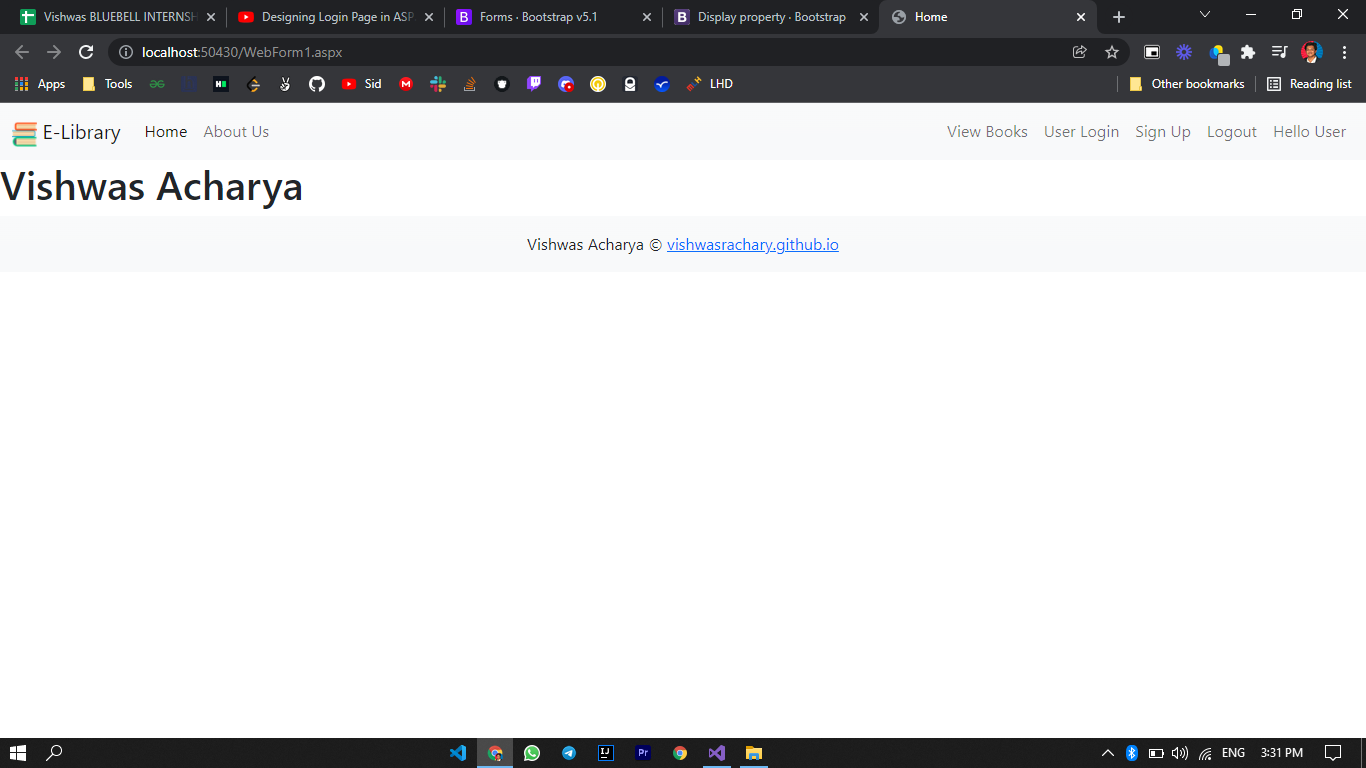 Vishwas BLUEBELL INTERNSH
Designing Login Page in ASP
Forms · Bootstrap v5.1
Display property · Bootstrap
Home
localhost:50430/WebForm1.aspx
Apps
Tools
Sid
LHD
Other bookmarks
Reading list
E-Library
Home
About Us
View Books
User Login
Sign Up
Logout
Hello User
Vishwas Acharya
Vishwas Acharya © vishwasrachary.github.io
ENG
3:31 PM